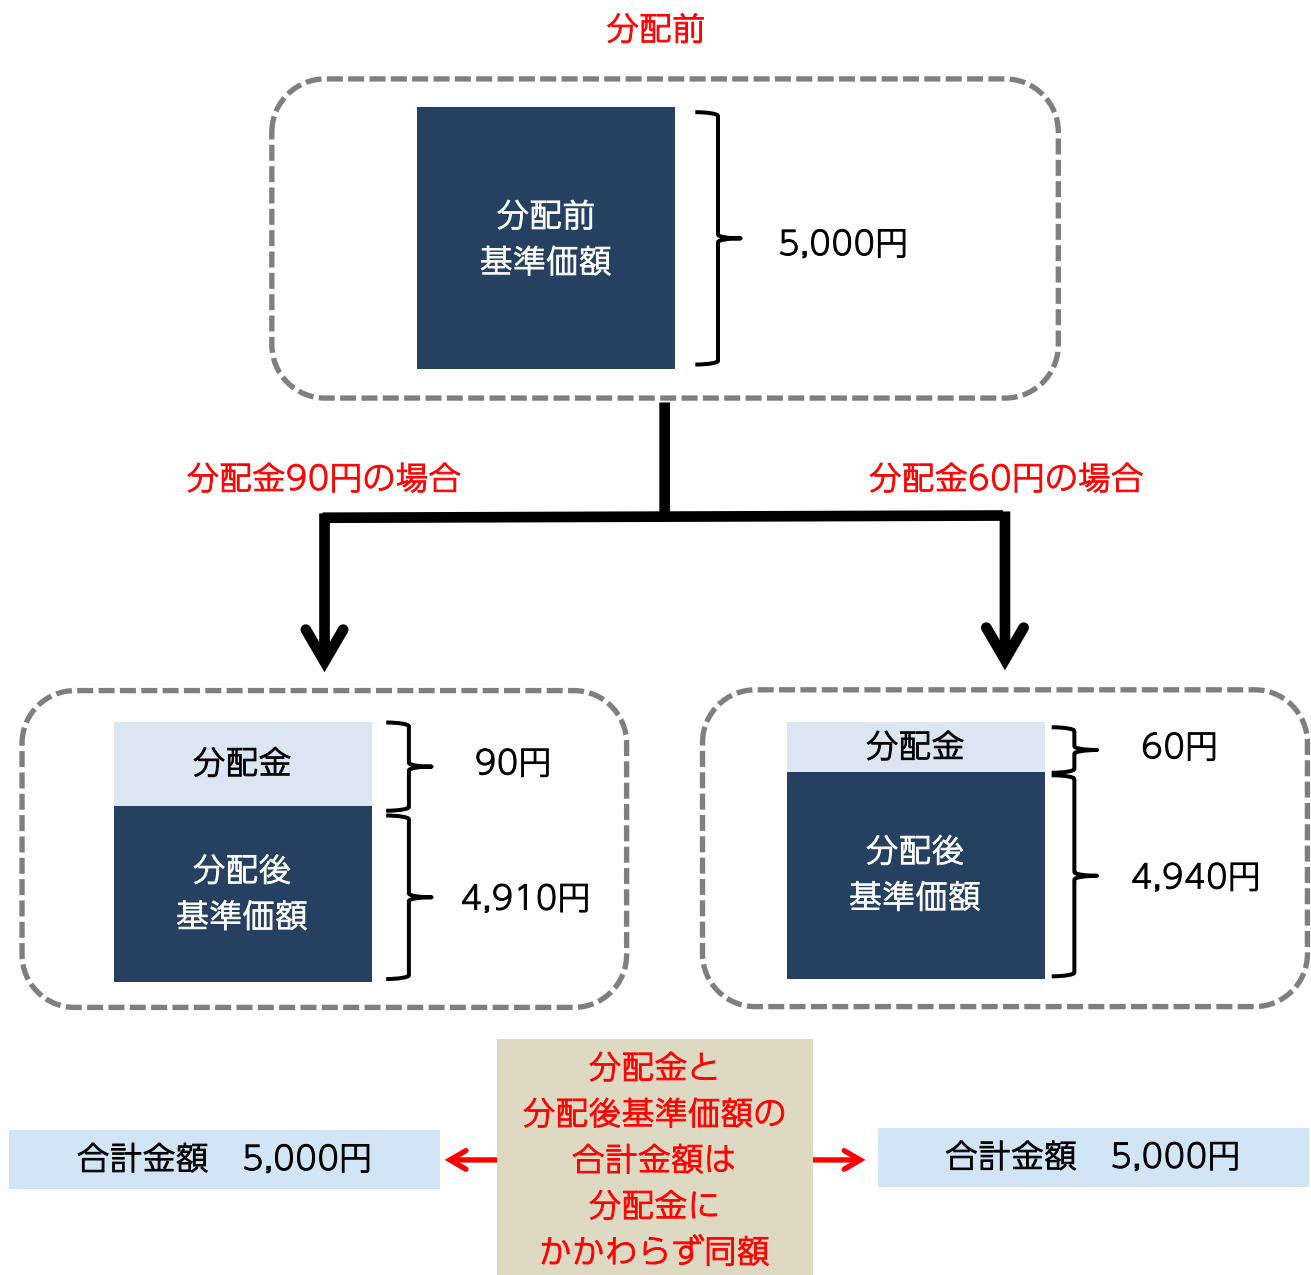 分配前
分配前
基準価額
5,000円
分配金90円の場合
分配金60円の場合
分配金
90円
分配後
基準価額
4,910円
分配金
60円
分配後
基準価額
4,940円
分配金と
分配後基準価額の
合計金額は
分配金に
かかわらず同額
合計金額　5,000円
合計金額　5,000円